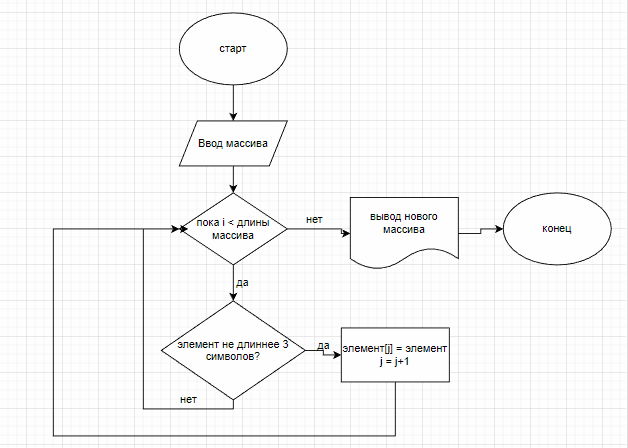 старт
Ввод массива
пока i < длины
массива
нет
вывод нового
массива
конец
да
элемент не длиннее 3
символов?
да
элемент[j] = элемент
j = j+1
нет